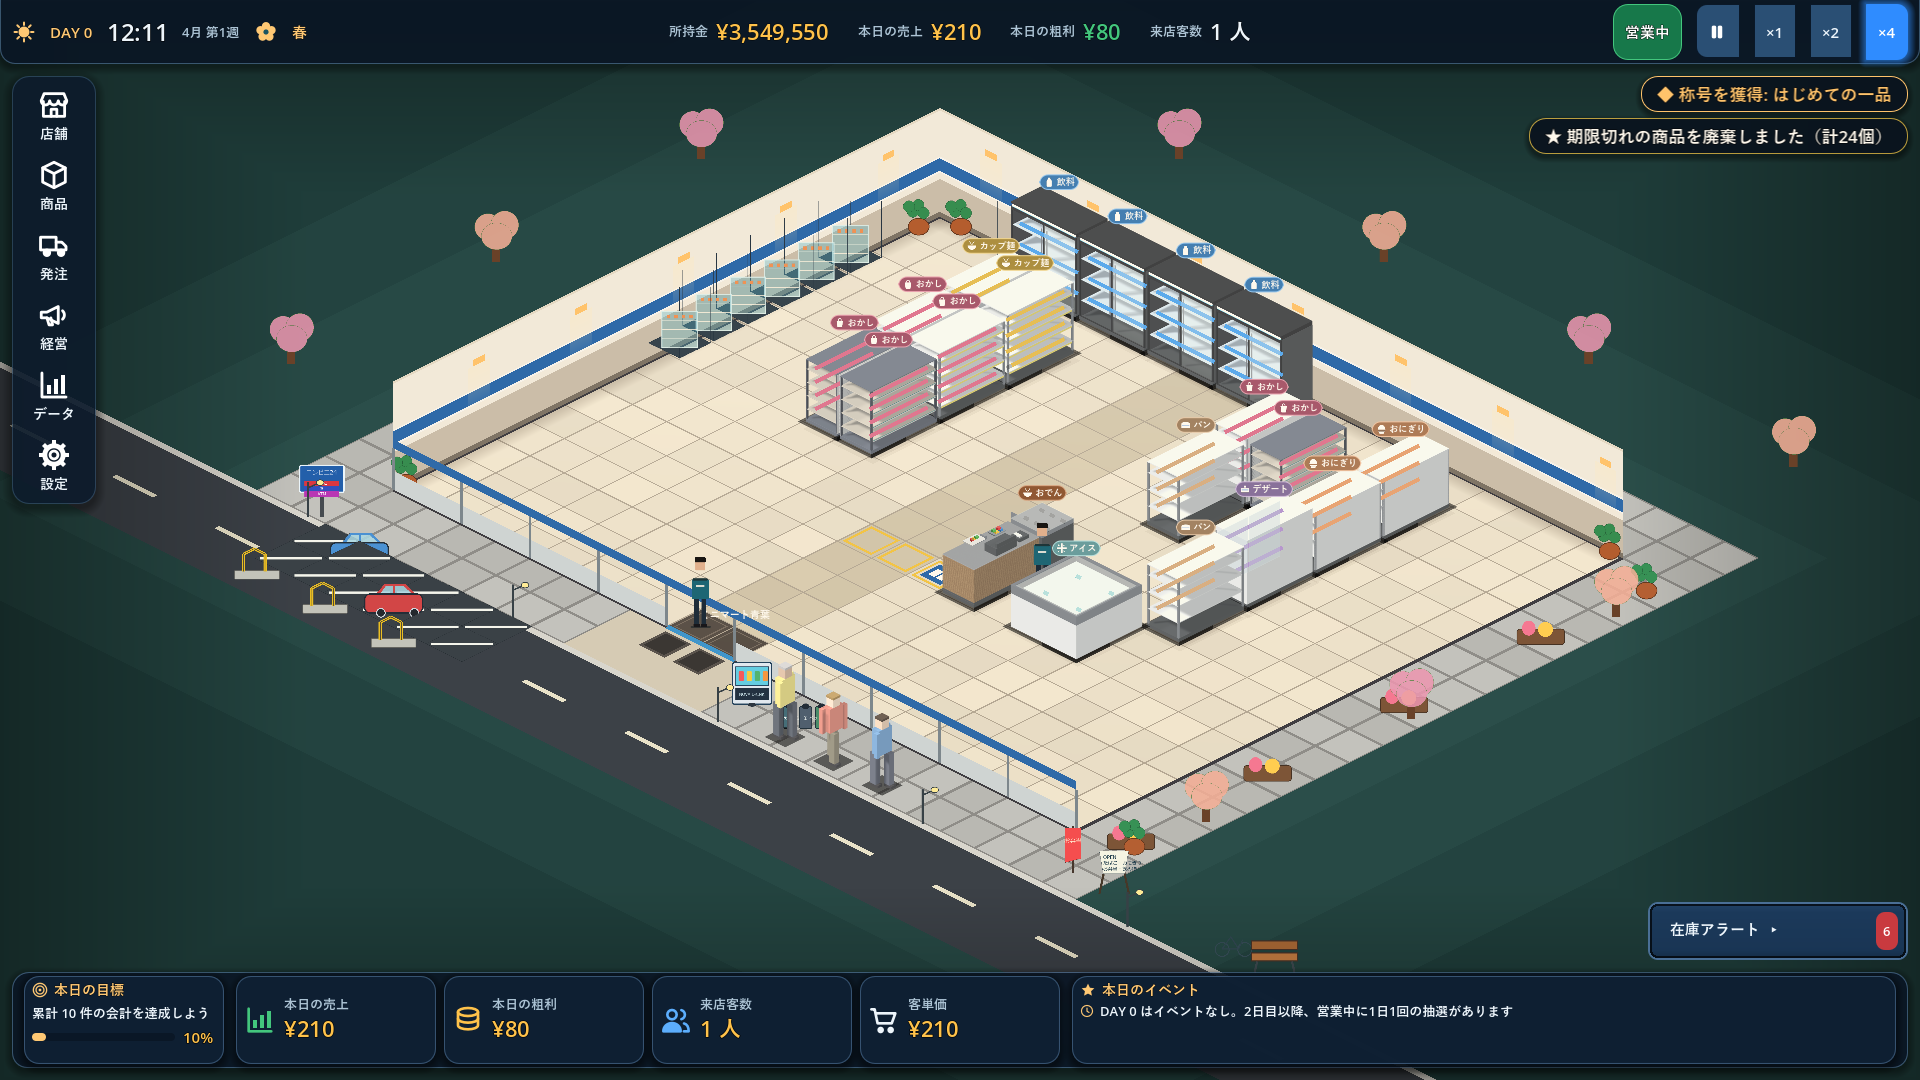 DAY 0 12:11 4月 第1週 春
所持金 ¥3,549,550 本日の売上 ¥210 本日の粗利 ¥80 来店客数 1 人
営業中 ×1 ×2 ×4
◆ 称号を獲得: はじめての一品
★ 期限切れの商品を廃棄しました（計24個）
店舗
商品
発注
経営
データ
設定
飲料
飲料
飲料
飲料
カップ麺
カップ麺
おかし
おかし
おかし
おかし
おかし
おかし
パン
おにぎり
おにぎり
デザート
おでん
パン
アイス
マート青葉
OPEN
在庫アラート ▸ 6
本日の目標
累計 10 件の会計を達成しよう
10%
本日の売上
¥210
本日の粗利
¥80
来店客数
1 人
客単価
¥210
★ 本日のイベント
DAY 0 はイベントなし。2日目以降、営業中に1日1回の抽選があります